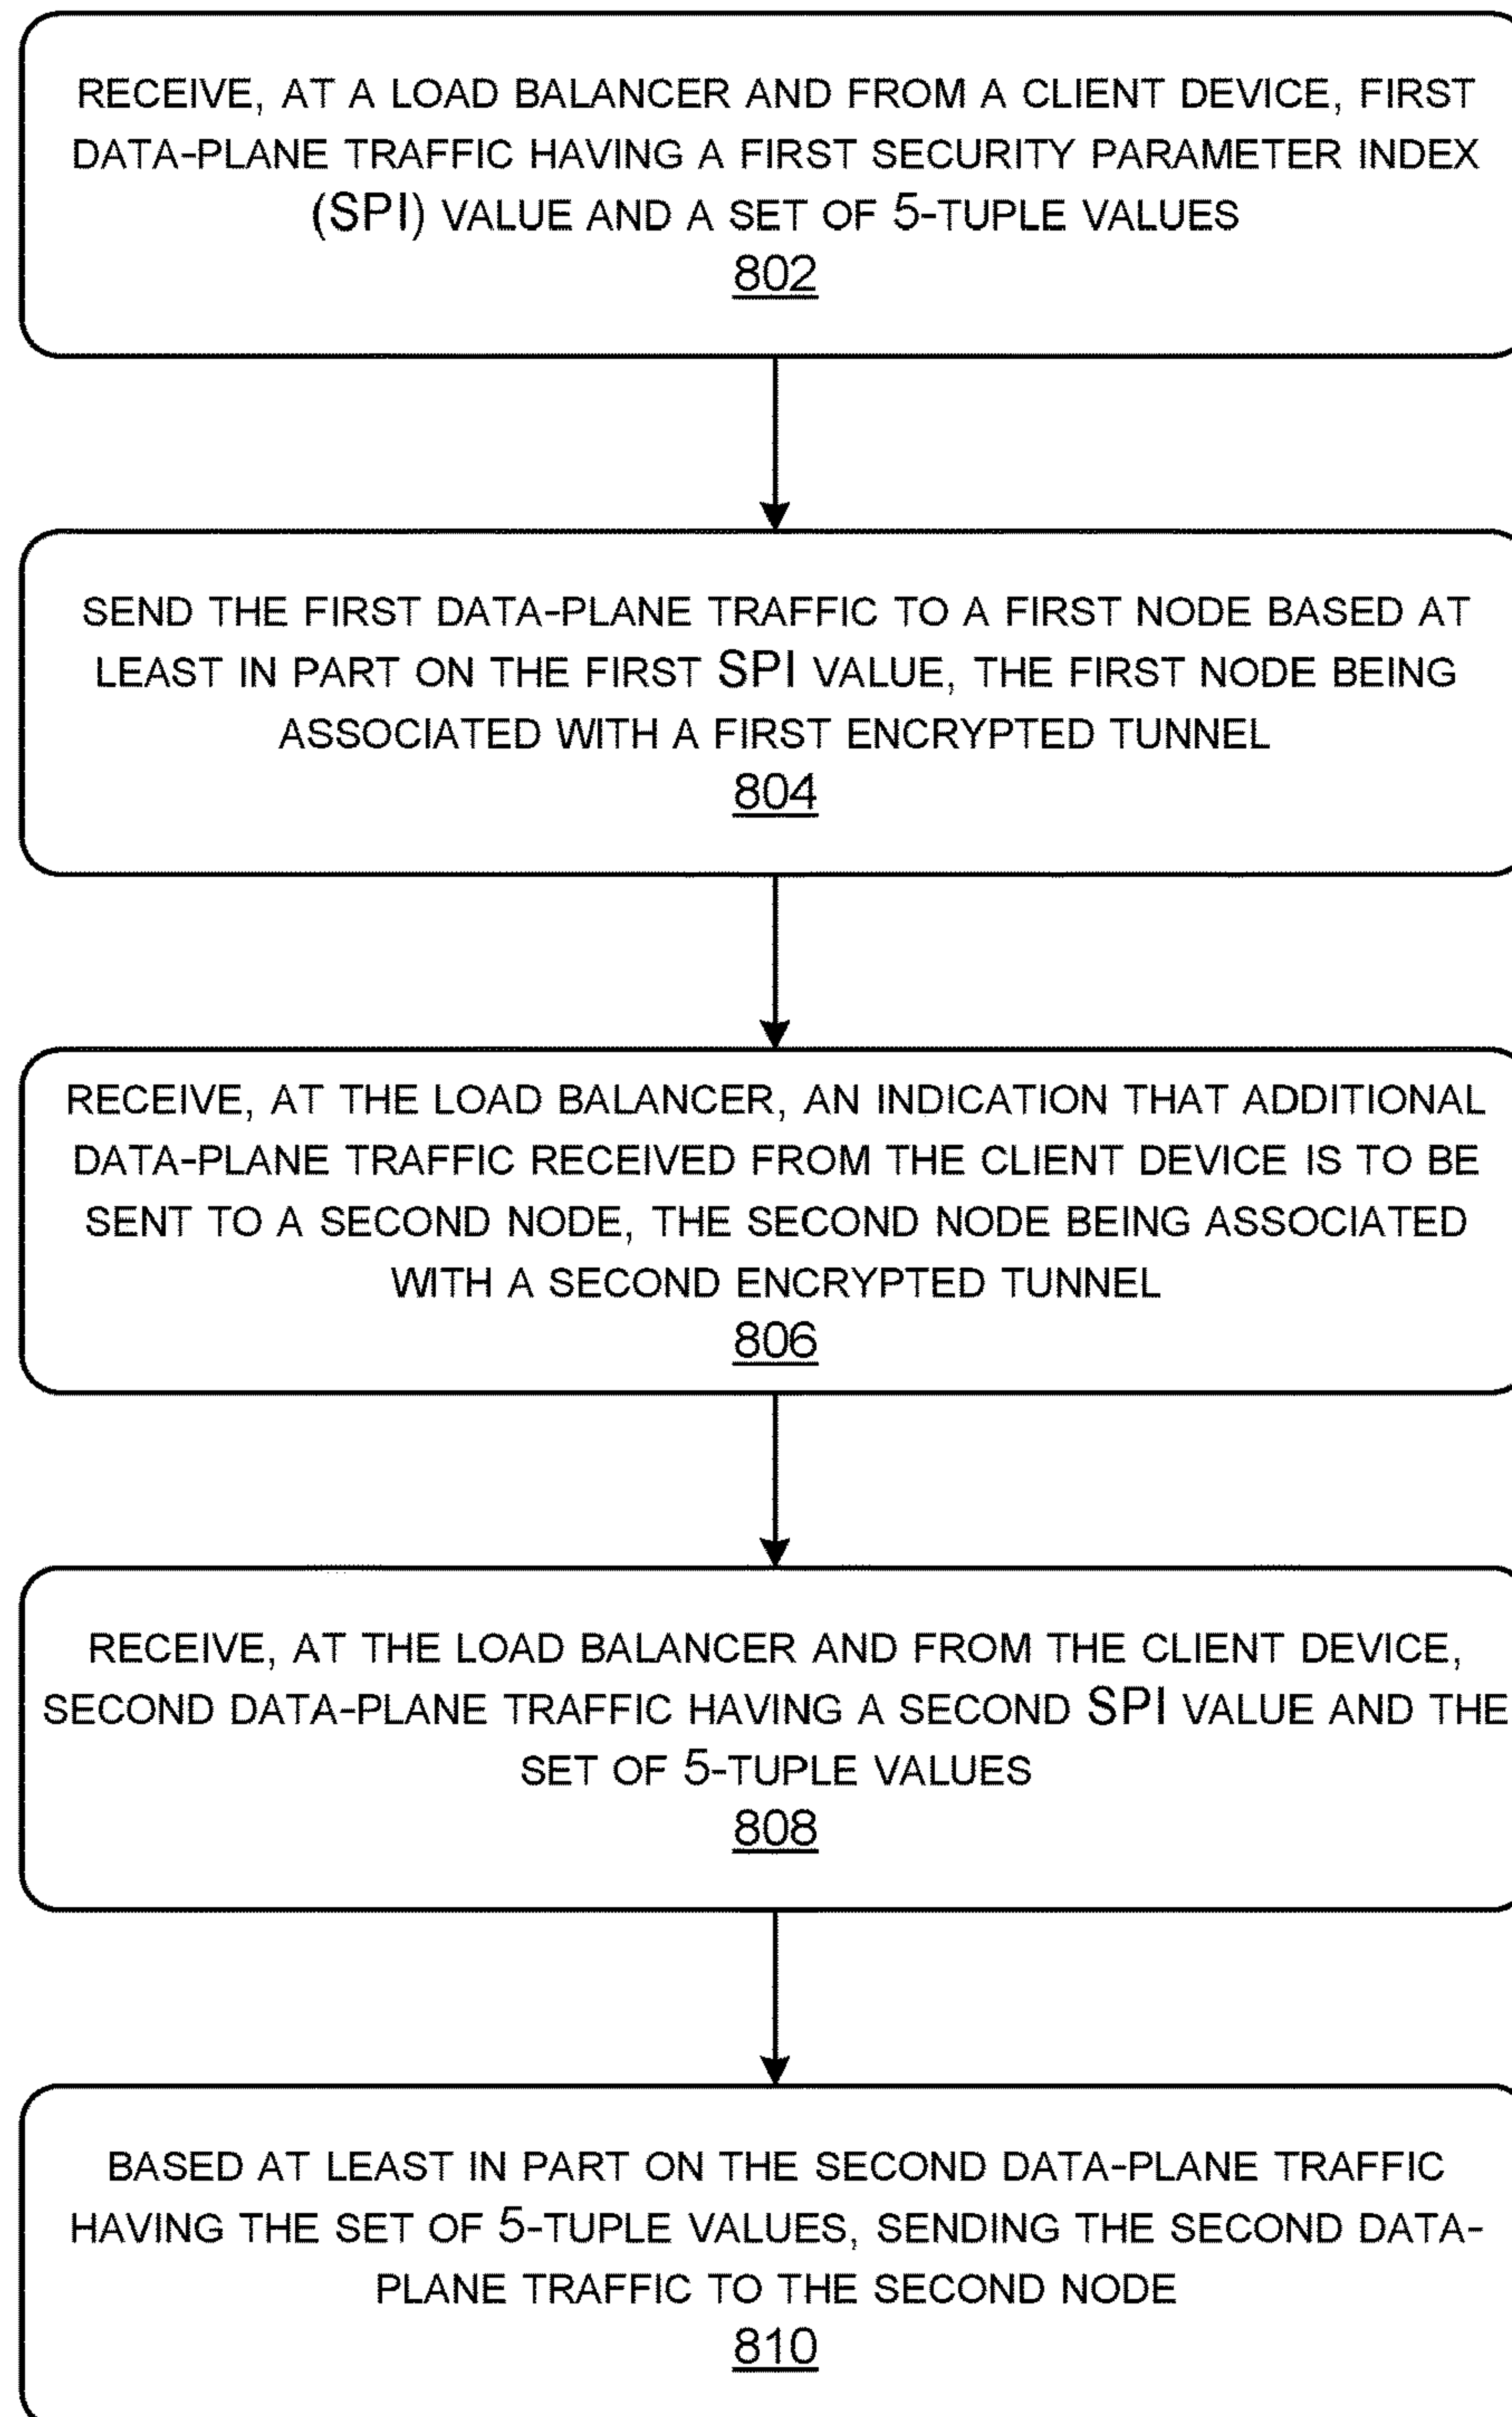 RECEIVE, AT A LOAD BALANCER AND FROM A CLIENT DEVICE, FIRST
DATA-PLANE TRAFFIC HAVING A FIRST SECURITY PARAMETER INDEX
(SPI) VALUE AND A SET OF 5-TUPLE VALUES
802
SEND THE FIRST DATA-PLANE TRAFFIC TO A FIRST NODE BASED AT
LEAST IN PART ON THE FIRST SPI VALUE, THE FIRST NODE BEING
ASSOCIATED WITH A FIRST ENCRYPTED TUNNEL
804
RECEIVE, AT THE LOAD BALANCER, AN INDICATION THAT ADDITIONAL
DATA-PLANE TRAFFIC RECEIVED FROM THE CLIENT DEVICE IS TO BE
SENT TO A SECOND NODE, THE SECOND NODE BEING ASSOCIATED
WITH A SECOND ENCRYPTED TUNNEL
806
RECEIVE, AT THE LOAD BALANCER AND FROM THE CLIENT DEVICE,
SECOND DATA-PLANE TRAFFIC HAVING A SECOND SPI VALUE AND THE
SET OF 5-TUPLE VALUES
808
BASED AT LEAST IN PART ON THE SECOND DATA-PLANE TRAFFIC
HAVING THE SET OF 5-TUPLE VALUES, SENDING THE SECOND DATA-
PLANE TRAFFIC TO THE SECOND NODE
810